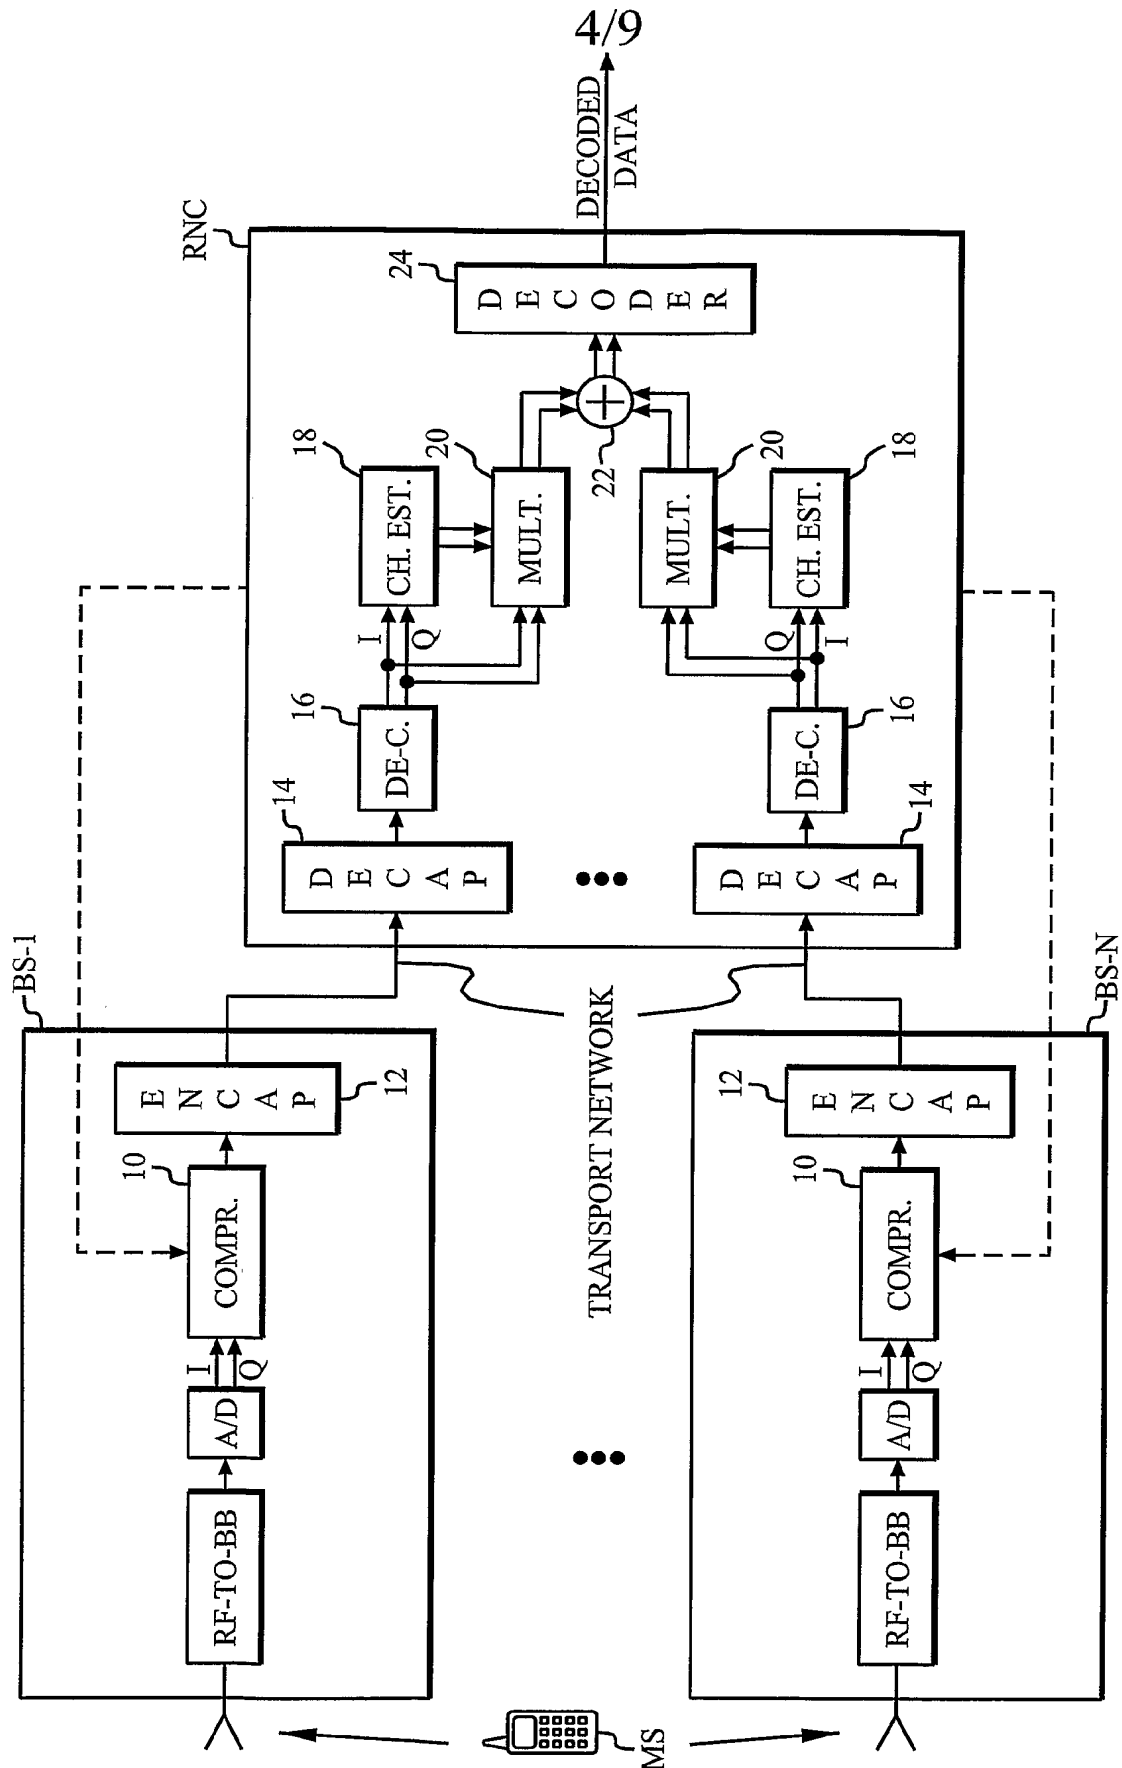 4/9
BS-1
RF-TO-BB
A/D
I
Q
COMPR.
10
ENCAP
12
RNC
DECAP
14
DE-C.
16
I
Q
CH. EST.
18
MULT.
20
22
DECODER
24
DECODED
DATA
MS
TRANSPORT NETWORK
MULT.
20
CH. EST.
18
Q
I
DE-C.
16
DECAP
14
BS-N
RF-TO-BB
A/D
I
Q
COMPR.
10
ENCAP
12